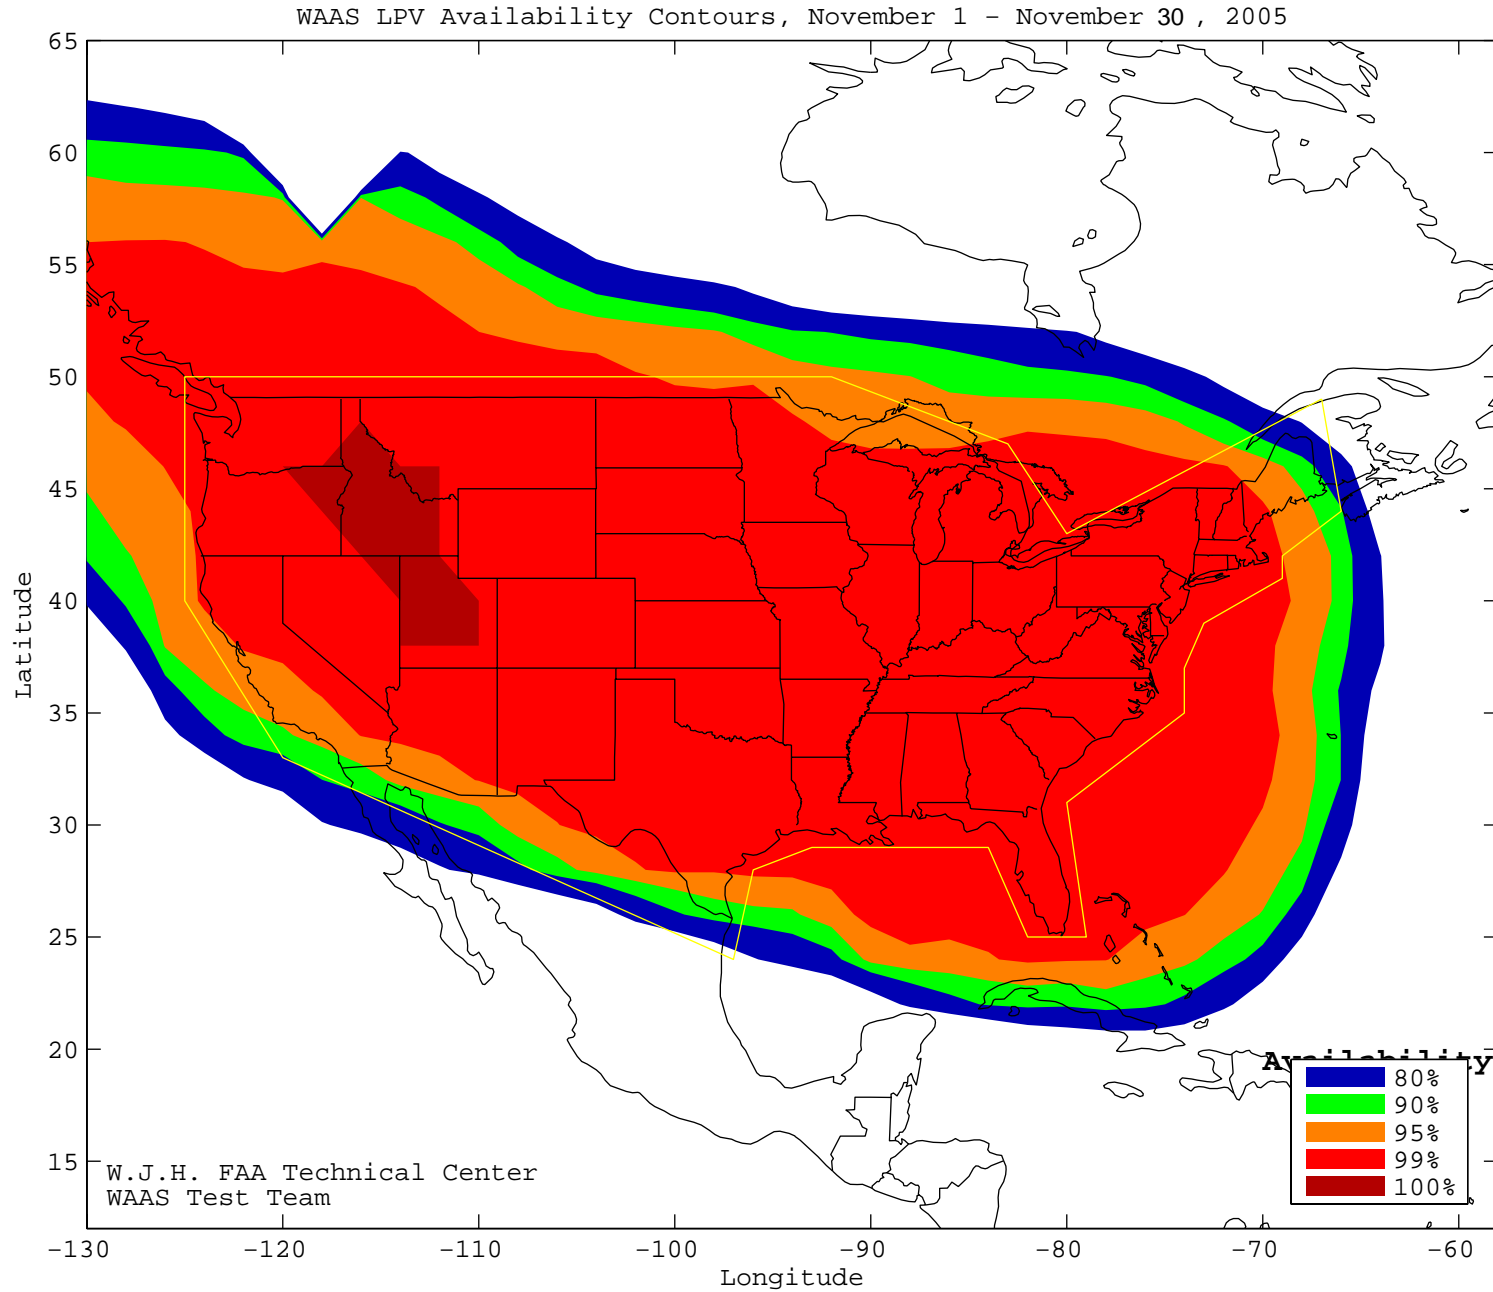 WAAS LPV Availability Contours, November 1 – November 30 , 2005
65
60
55
50
45
40
35
30
25
20
15
Latitude
Availability
80%
90%
95%
99%
100%
W.J.H. FAA Technical Center
WAAS Test Team
−130 −120 −110 −100 −90 −80 −70 −60
Longitude